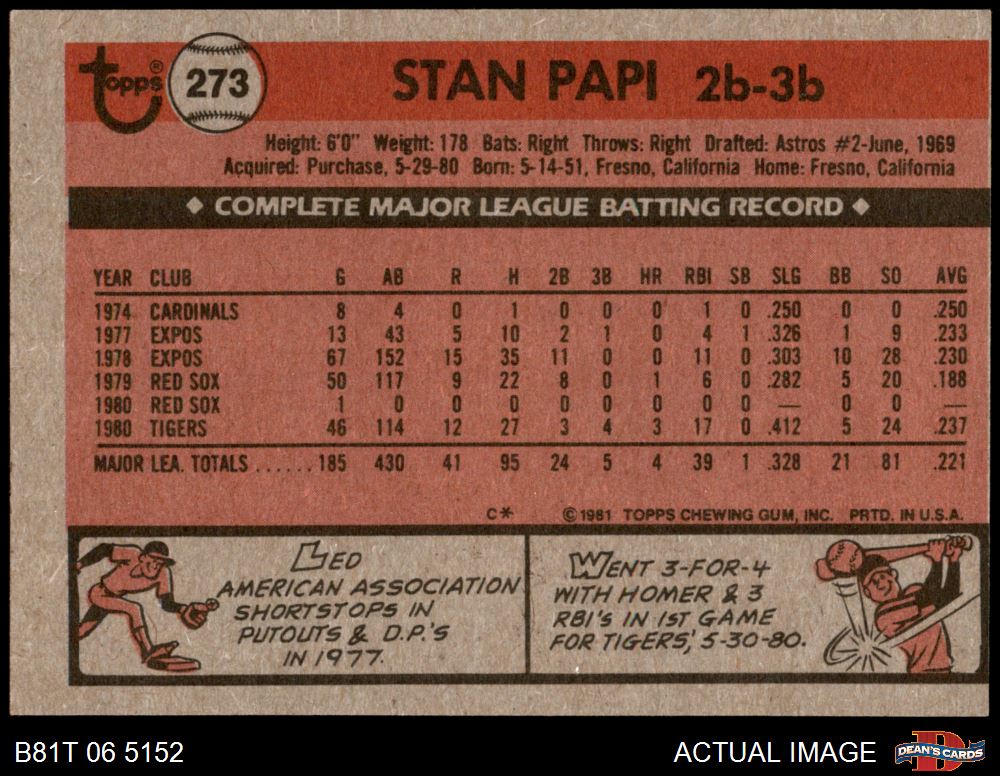 Topps® 273 STAN PAPI 2b-3b
Height: 6'0" Weight: 178 Bats: Right Throws: Right Drafted: Astros #2-June, 1969
Acquired: Purchase, 5-29-80 Born: 5-14-51, Fresno, California Home: Fresno, California
◆ COMPLETE MAJOR LEAGUE BATTING RECORD ◆
YEAR CLUB G AB R H 2B 3B HR RBI SB SLG BB SO AVG
1974 CARDINALS 8 4 0 1 0 0 0 1 0 .250 0 0 .250
1977 EXPOS 13 43 5 10 2 1 0 4 1 .326 1 9 .233
1978 EXPOS 67 152 15 35 11 0 0 11 0 .303 10 28 .230
1979 RED SOX 50 117 9 22 8 0 1 6 0 .282 5 20 .188
1980 RED SOX 1 0 0 0 0 0 0 0 0 — 0 0 —
1980 TIGERS 46 114 12 27 3 4 3 17 0 .412 5 24 .237
MAJOR LEA. TOTALS ...... 185 430 41 95 24 5 4 39 1 .328 21 81 .221
C* ©1981 TOPPS CHEWING GUM, INC. PRTD. IN U.S.A.
LED
AMERICAN ASSOCIATION
SHORTSTOPS IN
PUTOUTS & D.P.'S
IN 1977.
WENT 3-FOR-4
WITH HOMER & 3
RBI'S IN 1ST GAME
FOR TIGERS, 5-30-80.
B81T 06 5152 ACTUAL IMAGE DEAN'S CARDS